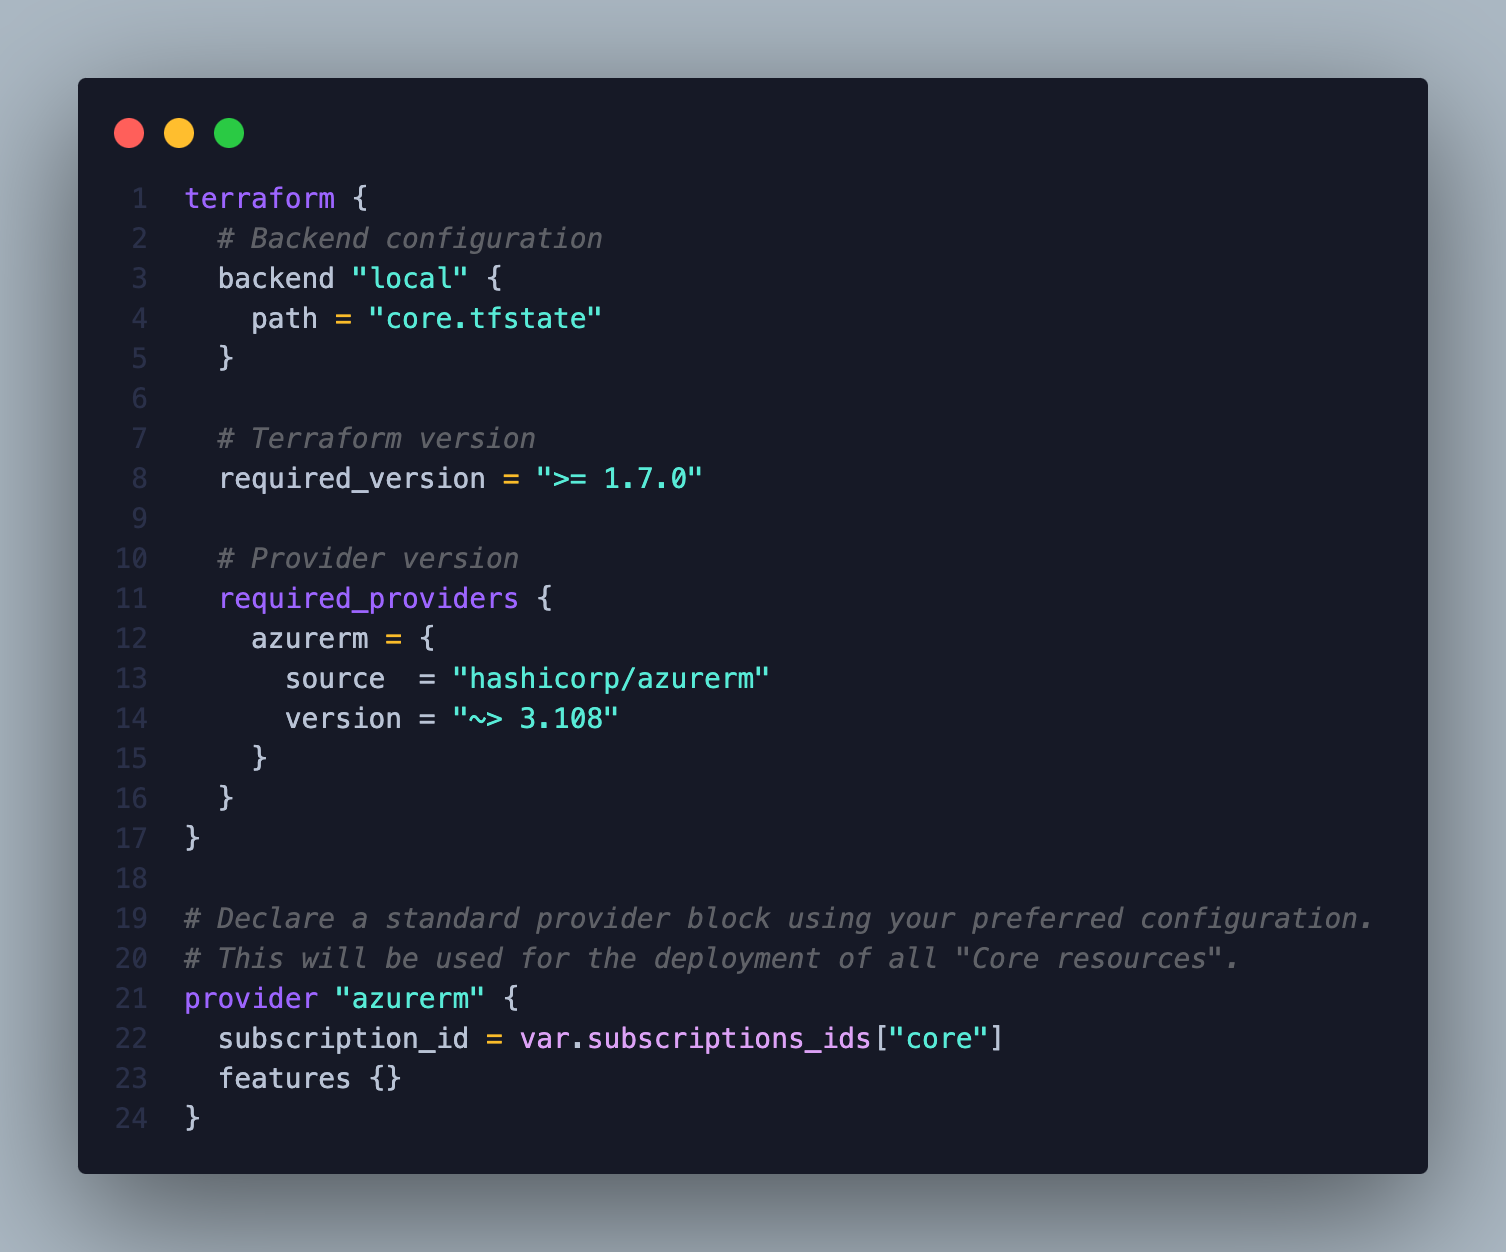 1 terraform {
2   # Backend configuration
3   backend "local" {
4     path = "core.tfstate"
5   }
6
7   # Terraform version
8   required_version = ">= 1.7.0"
9
10   # Provider version
11   required_providers {
12     azurerm = {
13       source  = "hashicorp/azurerm"
14       version = "~> 3.108"
15     }
16   }
17 }
18
19 # Declare a standard provider block using your preferred configuration.
20 # This will be used for the deployment of all "Core resources".
21 provider "azurerm" {
22   subscription_id = var.subscriptions_ids["core"]
23   features {}
24 }